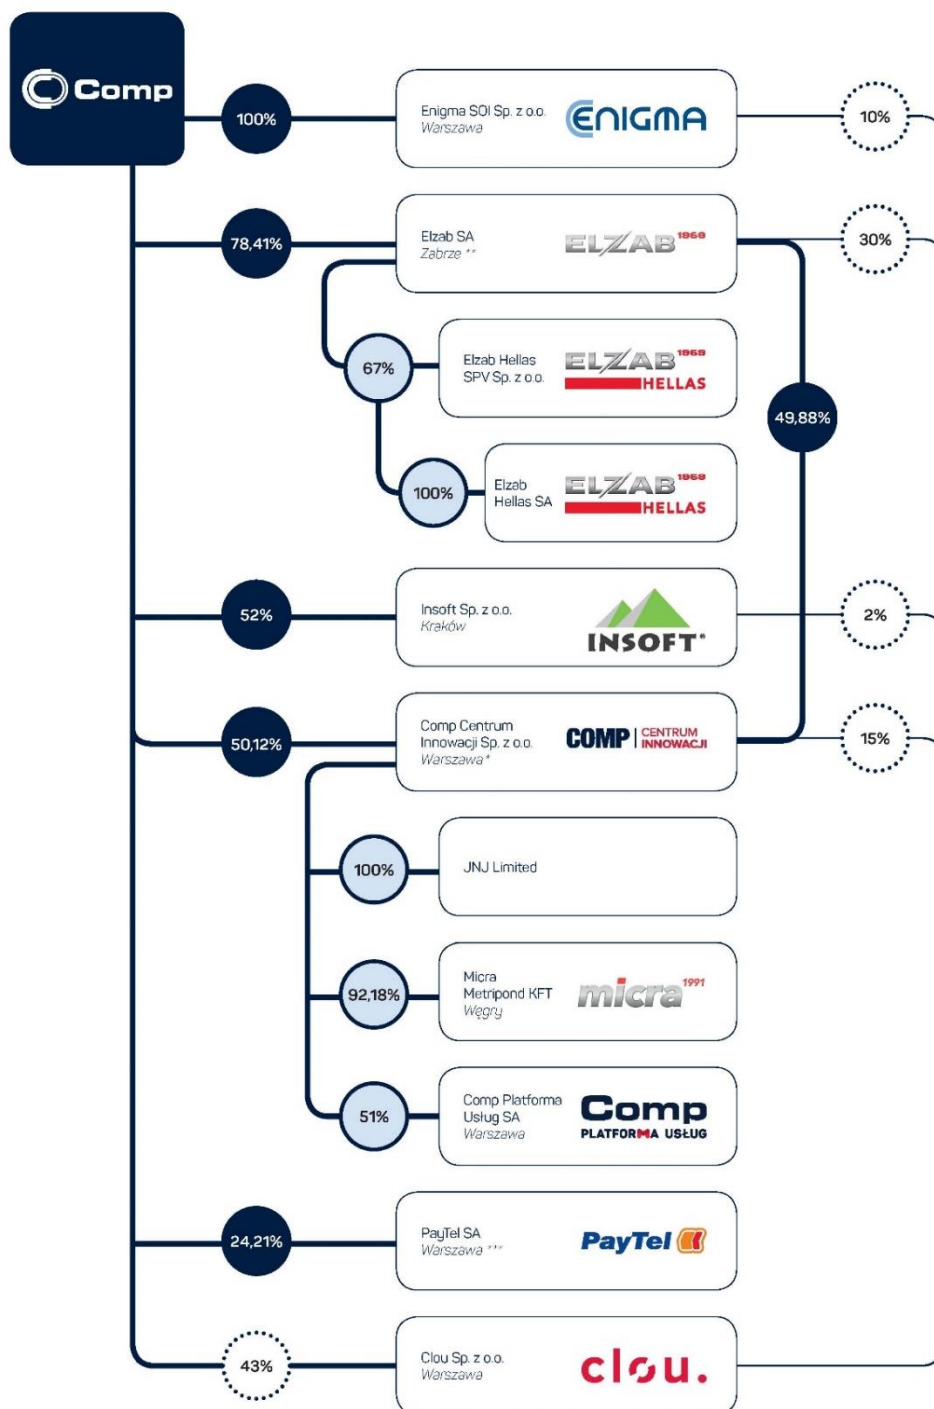 Comp
100%
Enigma SOI Sp. z o.o.
Warszawa
ENIGMA
10%
78,41%
Elzab SA
Zabrze **
ELZAB 1969
30%
67%
Elzab Hellas
SPV Sp. z o.o.
ELZAB 1969
HELLAS
49,88%
100%
Elzab
Hellas SA
ELZAB 1969
HELLAS
52%
Insoft Sp. z o.o.
Kraków
INSOFT®
2%
50,12%
Comp Centrum
Innowacji Sp. z o.o.
Warszawa *
COMP | CENTRUM
INNOWACJI
15%
100%
JNJ Limited
92,18%
Micra
Metripond KFT
Węgry
micra 1991
51%
Comp Platforma
Usług SA
Warszawa
Comp
PLATFORMA USŁUG
24,21%
PayTel SA
Warszawa ***
PayTel
43%
Clou Sp. z o.o.
Warszawa
clou.